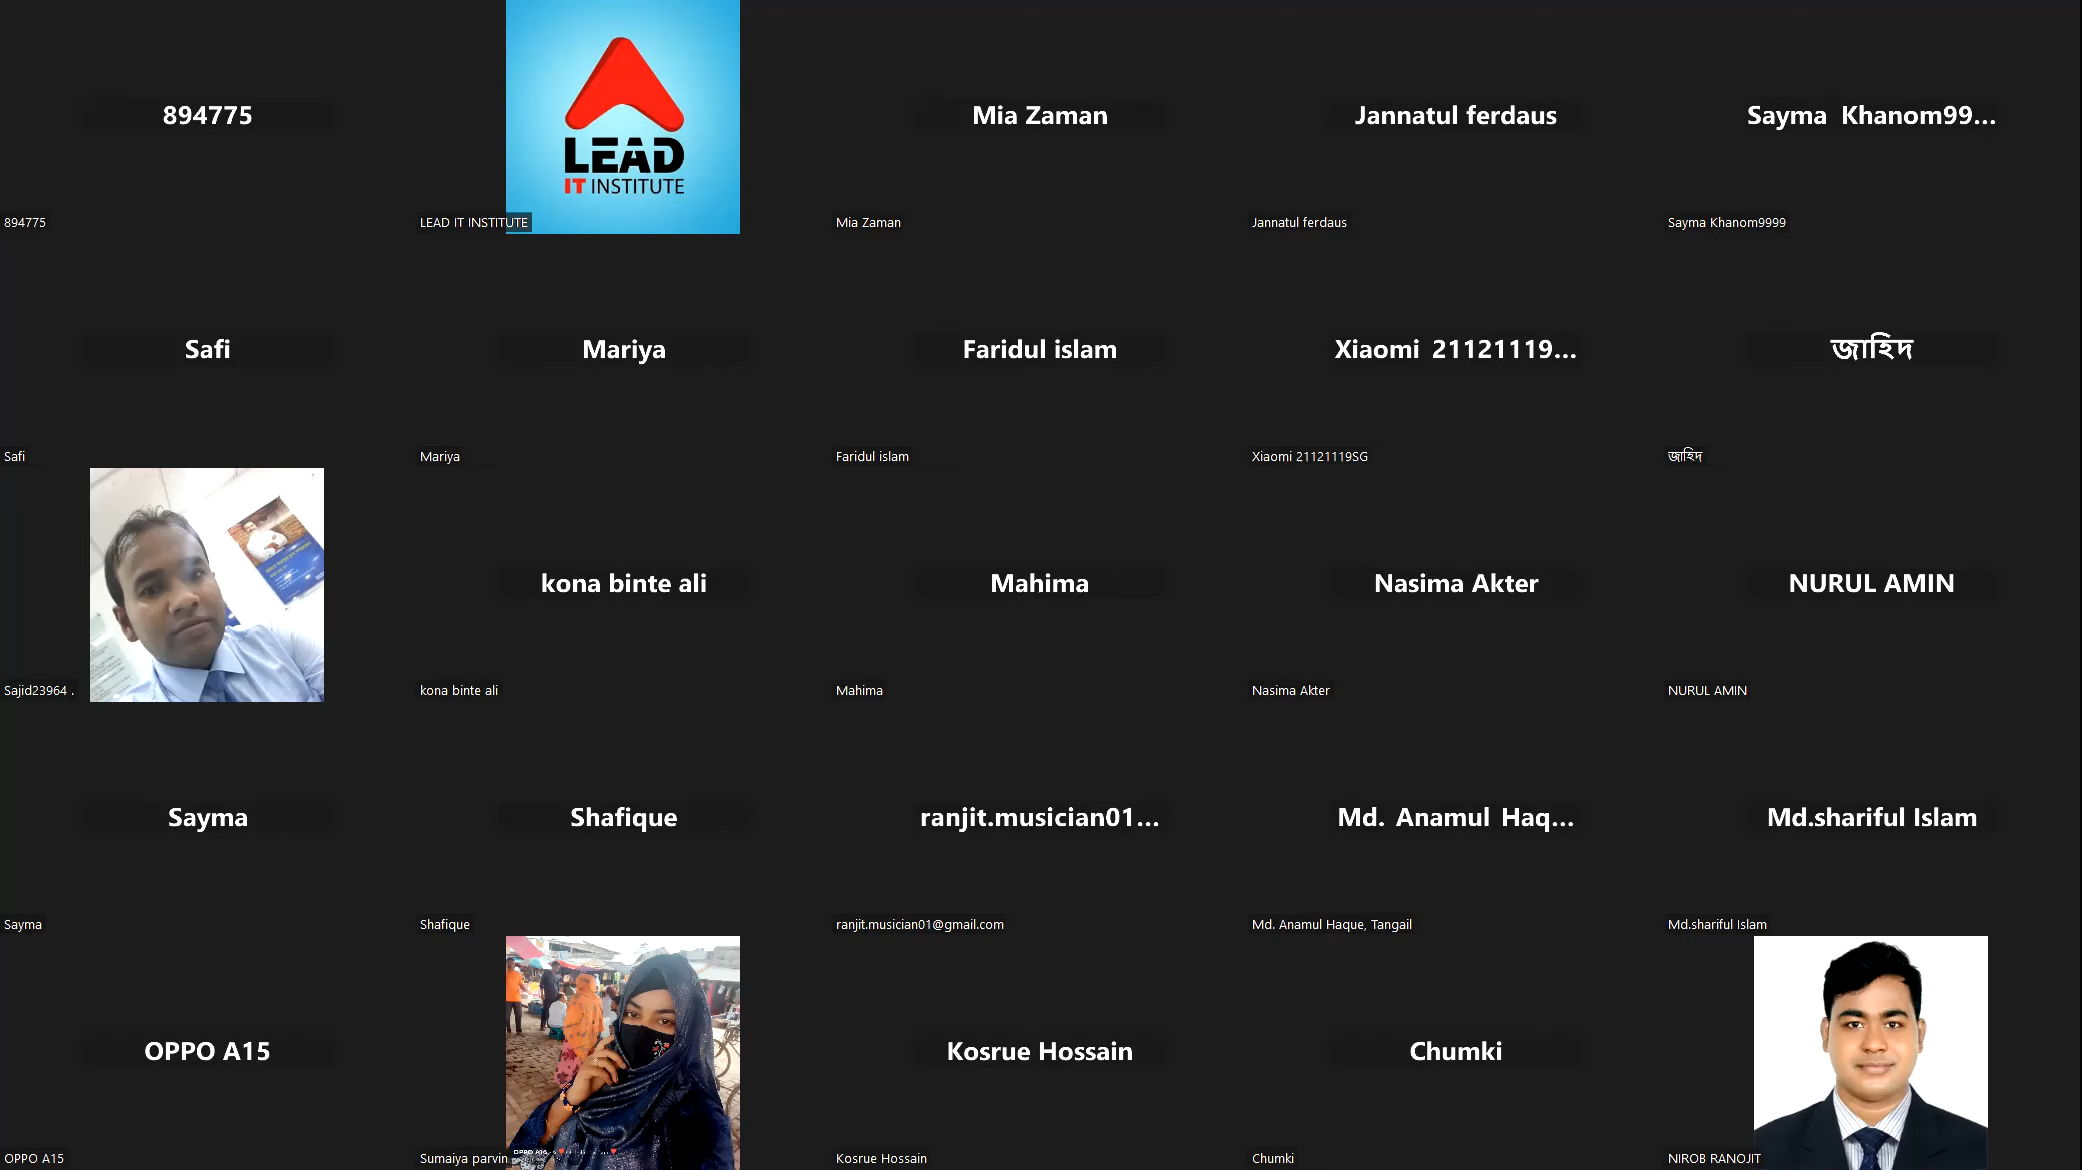 894775
LEAD
IT INSTITUTE
Mia Zaman
Jannatul ferdaus
Sayma Khanom99...
894775
LEAD IT INSTITUTE
Mia Zaman
Jannatul ferdaus
Sayma Khanom9999
Safi
Mariya
Faridul islam
Xiaomi 21121119...
জাহিদ
Safi
Mariya
Faridul islam
Xiaomi 21121119SG
জাহিদ
kona binte ali
Mahima
Nasima Akter
NURUL AMIN
Sajid23964 .
kona binte ali
Mahima
Nasima Akter
NURUL AMIN
Sayma
Shafique
ranjit.musician01...
Md. Anamul Haq...
Md.shariful Islam
Sayma
Shafique
ranjit.musician01@gmail.com
Md. Anamul Haque, Tangail
Md.shariful Islam
OPPO A15
Kosrue Hossain
Chumki
OPPO A15
Sumaiya parvin
Kosrue Hossain
Chumki
NIROB RANOJIT